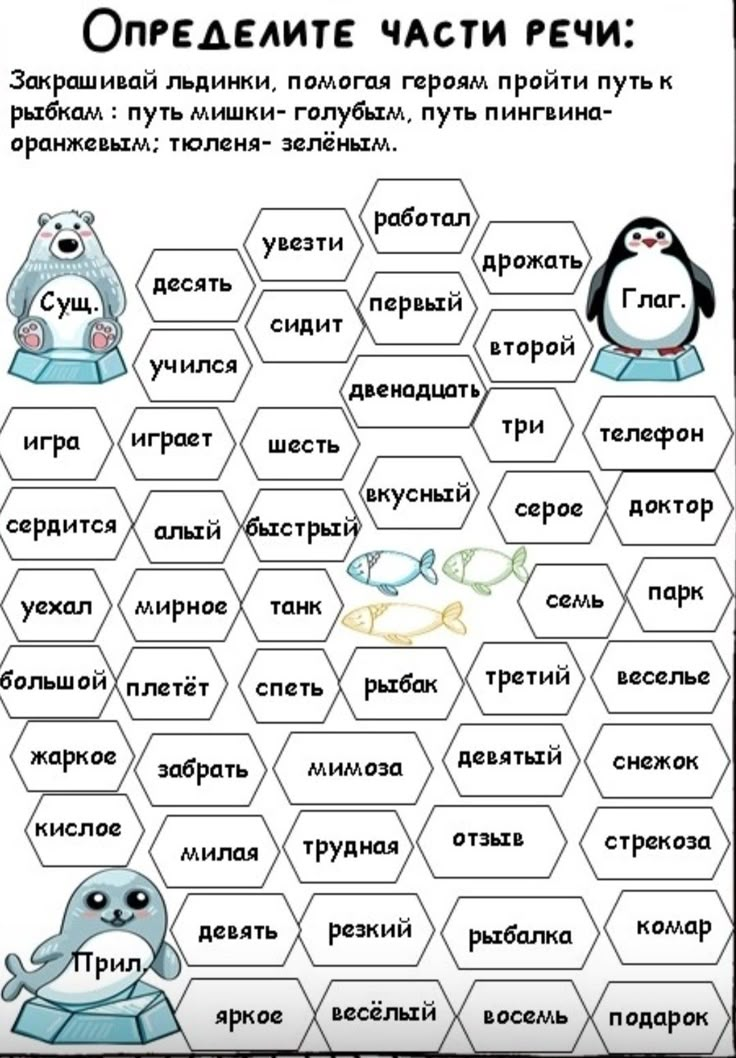 Определите части речи:
Закрашивай льдинки, помогая героям пройти путь к
рыбкам : путь мишки- голубым, путь пингвина-
оранжевым; тюленя- зелёным.
работал
увезти
дрожать
десять
первый
Сущ.
Глаг.
сидит
второй
учился
двенадцать
три
телефон
игра
играет
шесть
вкусный
серое
доктор
сердится
алый
быстрый
семь
парк
уехал
мирное
танк
большой
плетёт
спеть
рыбак
третий
веселье
жаркое
забрать
мимоза
девятый
снежок
кислое
милая
трудная
отзыв
стрекоза
девять
резкий
рыбалка
комар
Прил.
яркое
весёлый
восемь
подарок